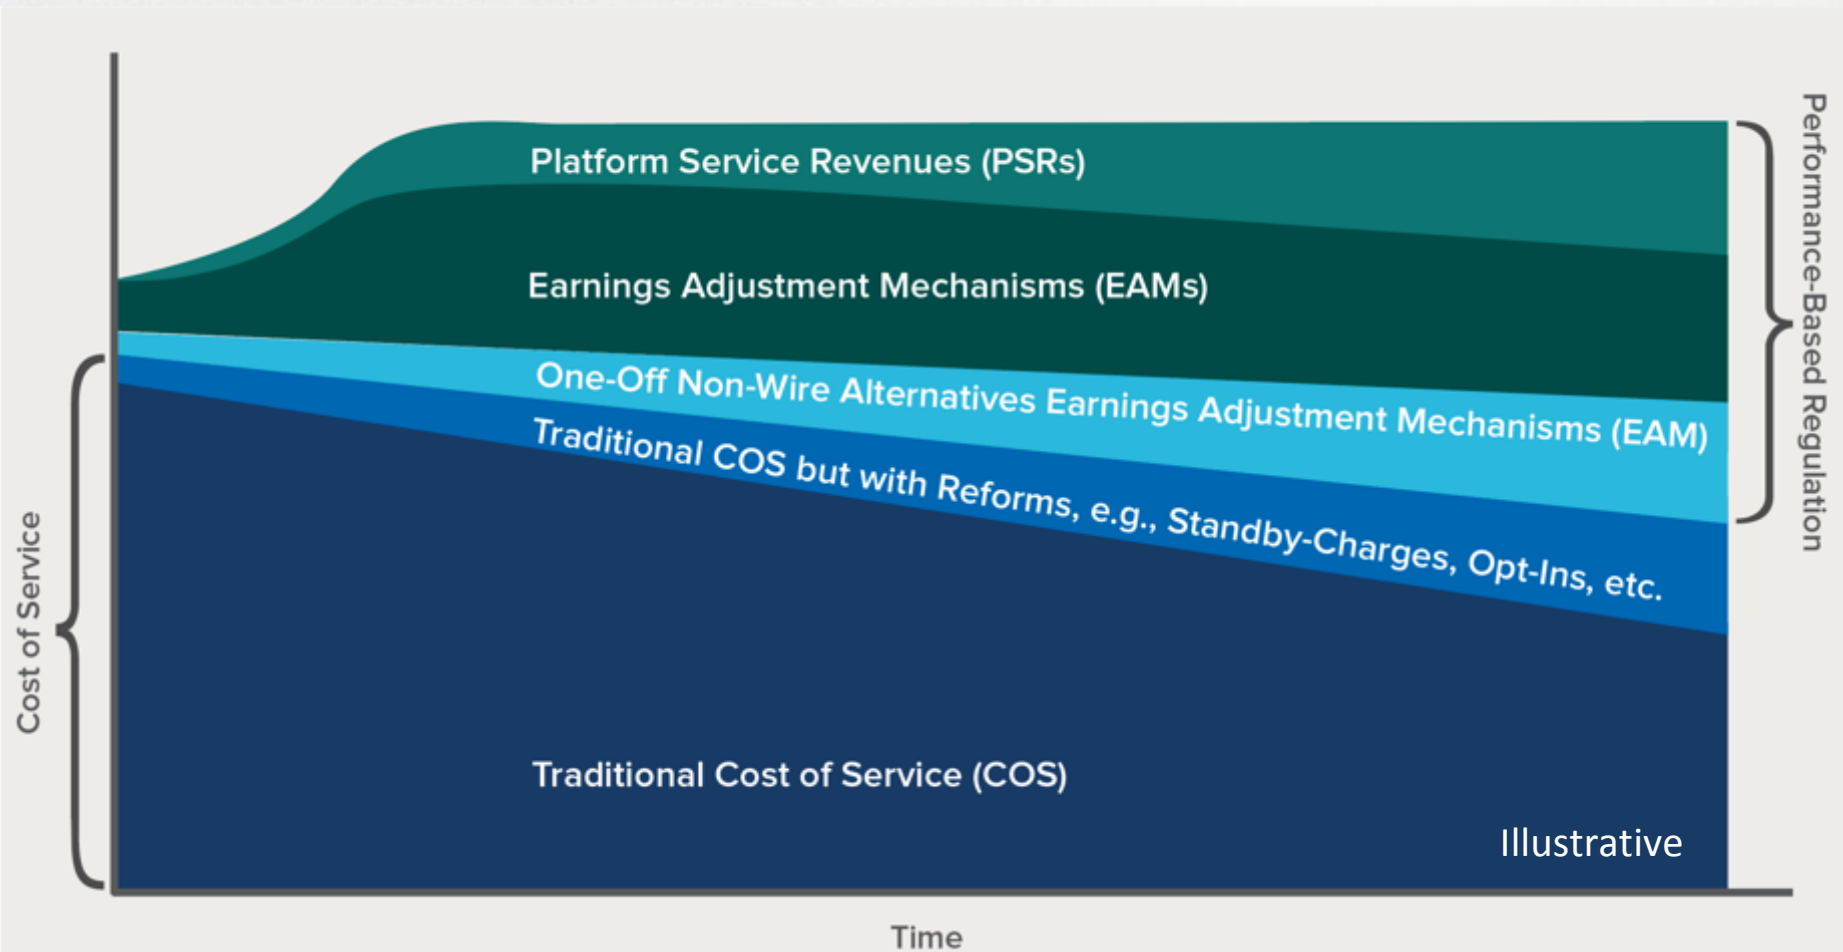 Platform Service Revenues (PSRs)
Earnings Adjustment Mechanisms (EAMs)
One-Off Non-Wire Alternatives Earnings Adjustment Mechanisms (EAM)
Traditional COS but with Reforms, e.g., Standby-Charges, Opt-Ins, etc.
Traditional Cost of Service (COS)
Illustrative
Cost of Service
Performance-Based Regulation
Time